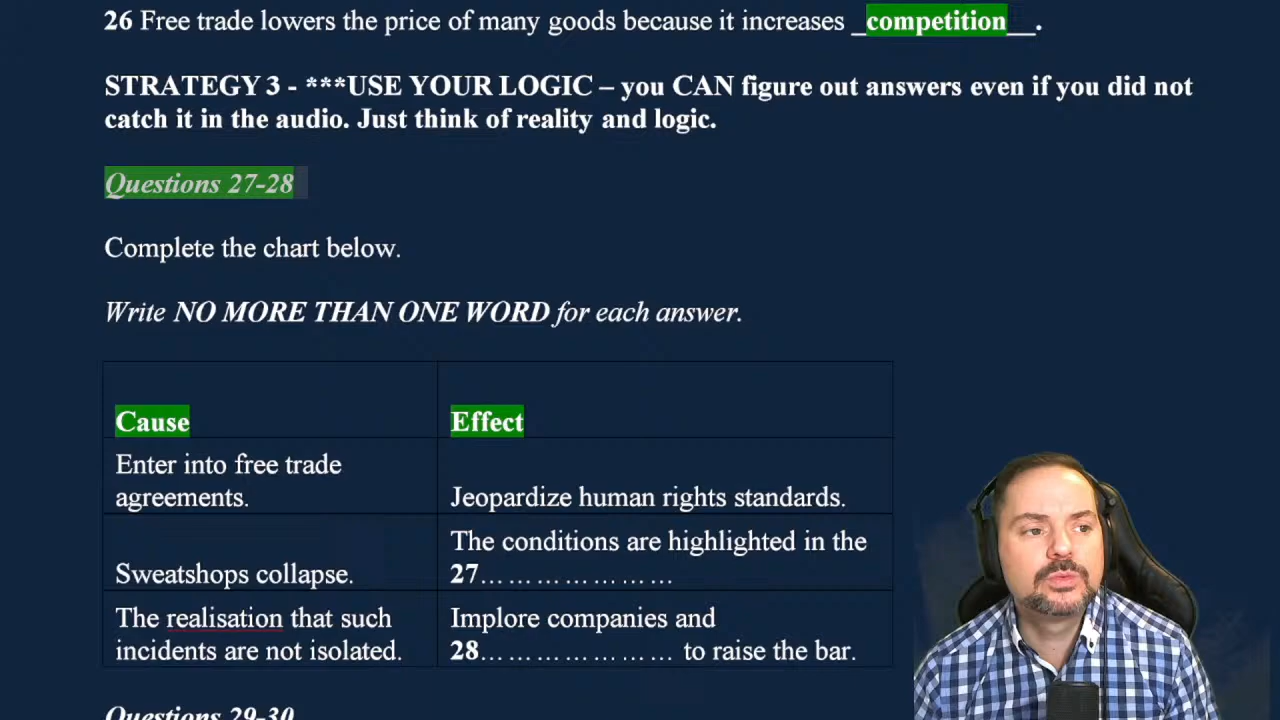 26 Free trade lowers the price of many goods because it increases _competition__.
STRATEGY 3 - ***USE YOUR LOGIC – you CAN figure out answers even if you did not
catch it in the audio. Just think of reality and logic.
Questions 27-28
Complete the chart below.
Write NO MORE THAN ONE WORD for each answer.
Cause
Effect
Enter into free trade
agreements.
Jeopardize human rights standards.
Sweatshops collapse.
The conditions are highlighted in the
27…………………
The realisation that such
incidents are not isolated.
Implore companies and
28………………… to raise the bar.
Questions 29-30